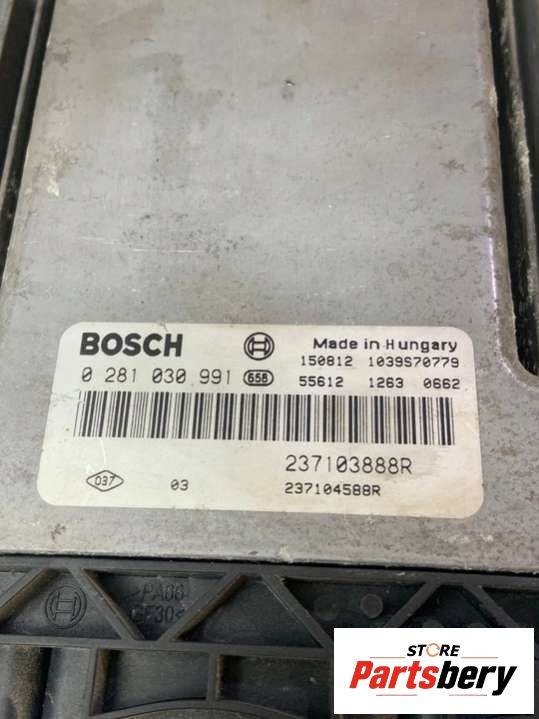 BOSCH Made in Hungary
150812 1039S70779
0 281 030 991 658 55612 1263 0662
237103888R
037 03 237104588R
STORE
Partsbery